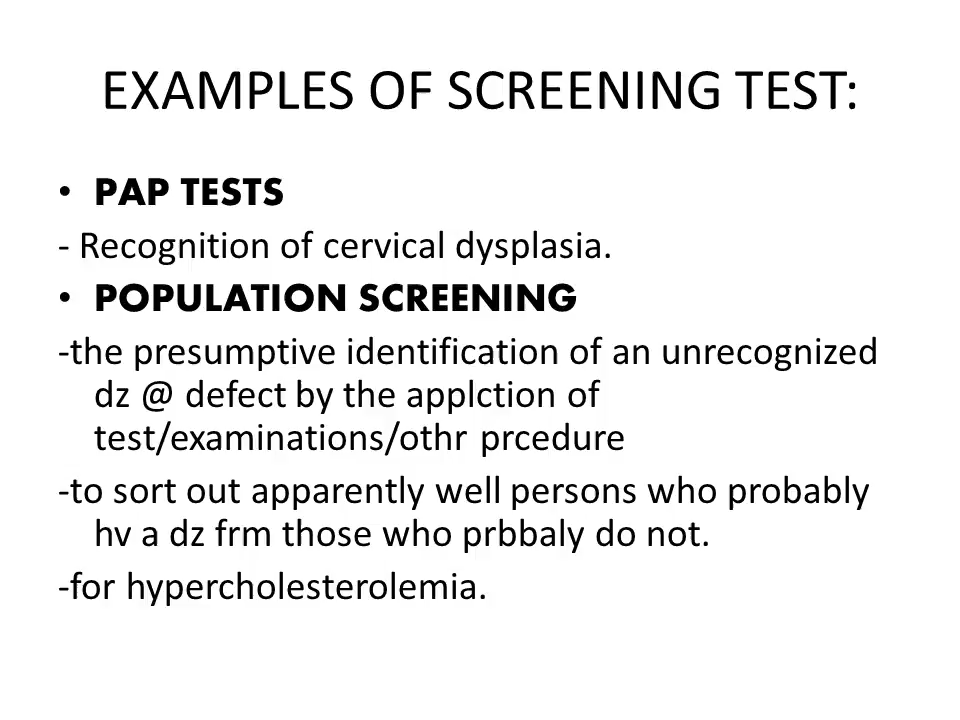 EXAMPLES OF SCREENING TEST:
• PAP TESTS
- Recognition of cervical dysplasia.
• POPULATION SCREENING
-the presumptive identification of an unrecognized
dz @ defect by the applction of
test/examinations/othr prcedure
-to sort out apparently well persons who probably
hv a dz frm those who prbbaly do not.
-for hypercholesterolemia.